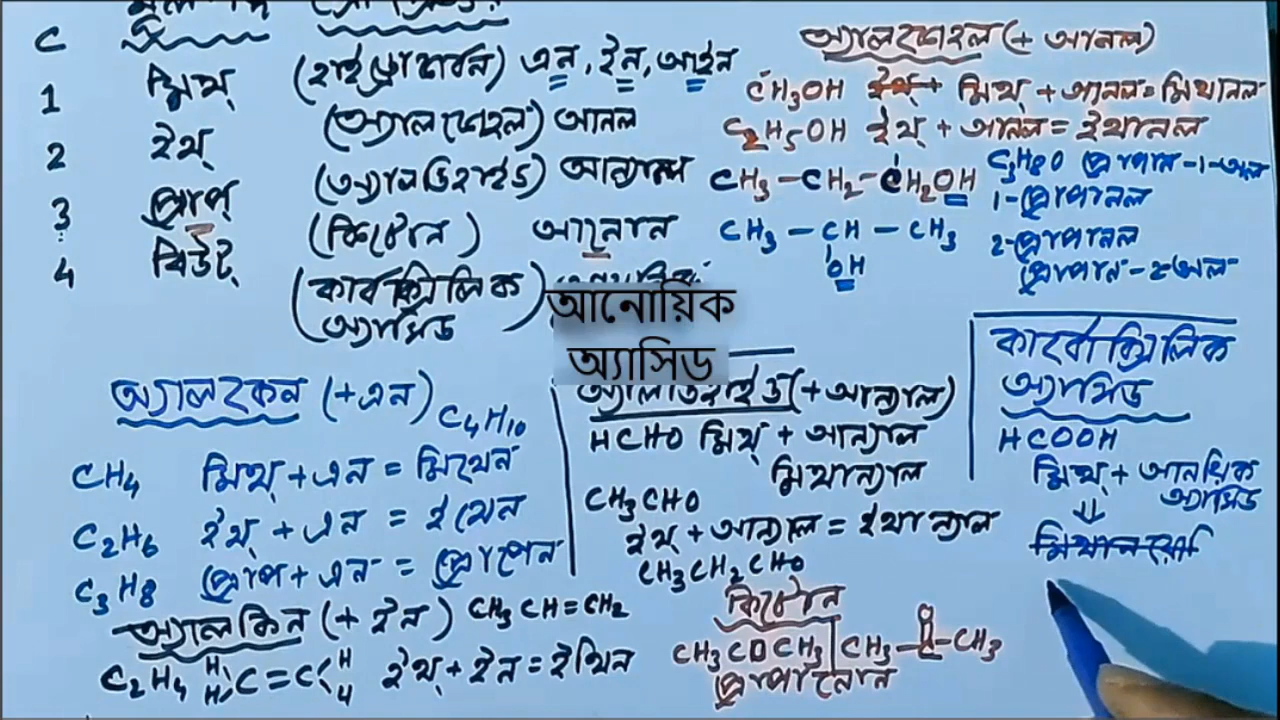 C
1 মিথ্ (হাইড্রোকার্বন) এন, ইন, আইন
2 ইথ্ (অ্যালকোহল) আনল
3 প্রোপ্ (অ্যালডিহাইড) আন্যাল
4 বিউট্ (কিটোন) আনোন
(কার্বক্সিলিক
অ্যাসিড
আনোয়িক
অ্যাসিড
অ্যালকোহল (+ আনল)
CH3OH মিথ্ + আনল = মিথানল
C2H5OH ইথ্ + আনল = ইথানল
CH3 – CH2 – CH2OH
C3H8O প্রোপান-1-অল
1-প্রোপানল
CH3 – CH – CH3
OH
2-প্রোপানল
প্রোপান-2-অল
অ্যালকেন (+এন)
C4H10
CH4 মিথ্ + এন = মিথেন
C2H6 ইথ্ + এন = ইথেন
C3H8 প্রোপ + এন = প্রোপেন
অ্যালকিন (+ ইন) CH3 CH = CH2
C2H4 H H C = C H H ইথ্ + ইন = ইথিন
অ্যালডিহাইড (+আন্যাল)
HCHO মিথ্ + আন্যাল
মিথান্যাল
CH3CHO
ইথ্ + আন্যাল = ইথান্যাল
CH3CH2CHO
কিটোন
CH3COCH3 CH3 – C – CH3
O
প্রোপানোন
কার্বোক্সিলিক
অ্যাসিড
HCOOH
মিথ্ + আনয়িক
অ্যাসিড
⇓